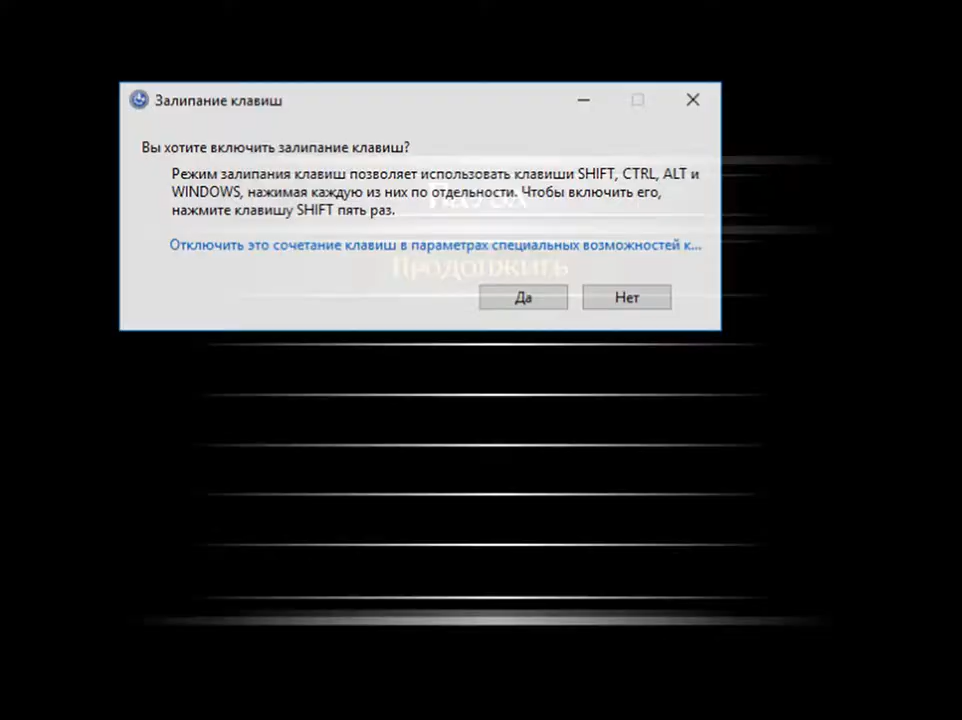 Залипание клавиш
Вы хотите включить залипание клавиш?
Режим залипания клавиш позволяет использовать клавиши SHIFT, CTRL, ALT и
WINDOWS, нажимая каждую из них по отдельности. Чтобы включить его,
нажмите клавишу SHIFT пять раз.
Отключить это сочетание клавиш в параметрах специальных возможностей к...
Продолжить
Да
Нет